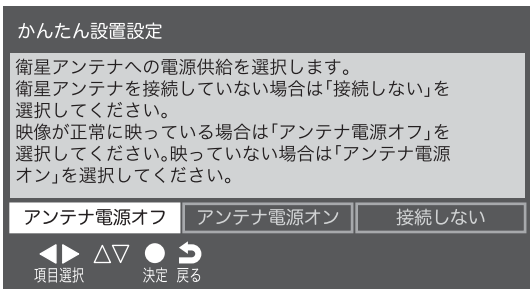 かんたん設置設定
衛星アンテナへの電源供給を選択します。
衛星アンテナを接続していない場合は｢接続しない｣を
選択してください。
映像が正常に映っている場合は｢アンテナ電源オフ｣を
選択してください。映っていない場合は｢アンテナ電源
オン｣を選択してください。
アンテナ電源オフ アンテナ電源オン 接続しない
項目選択 決定 戻る